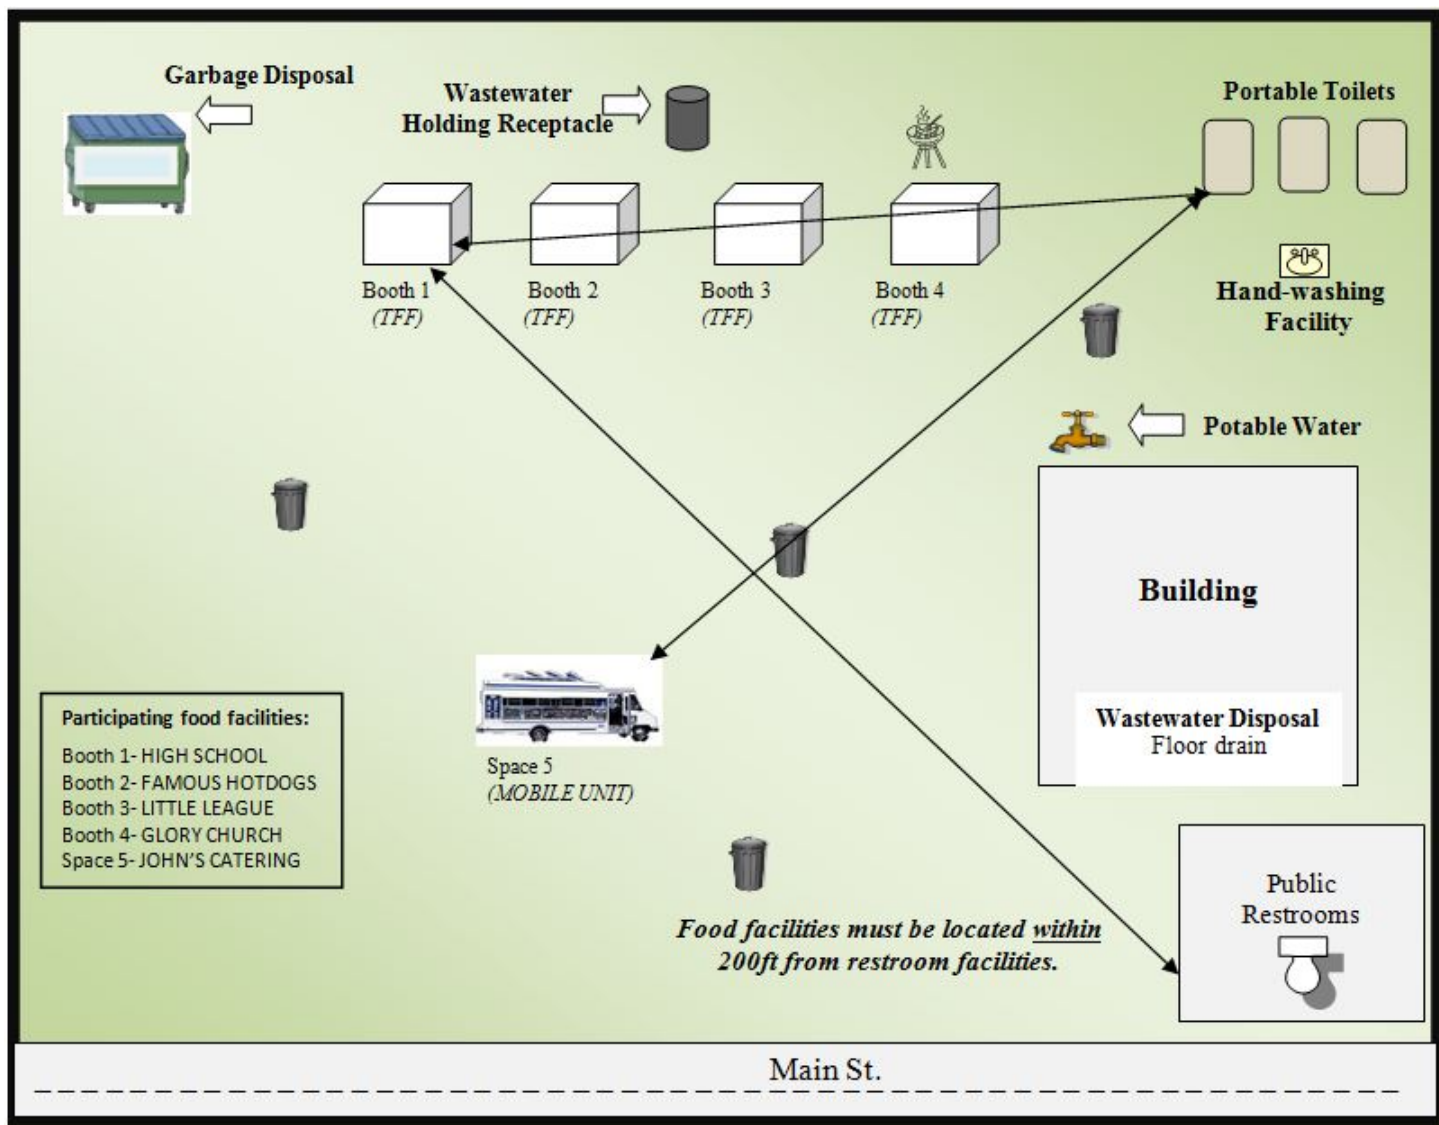 Garbage Disposal
Wastewater
Holding Receptacle
Portable Toilets
Booth 1
(TFF)
Booth 2
(TFF)
Booth 3
(TFF)
Booth 4
(TFF)
Hand-washing
Facility
Potable Water
Building
Wastewater Disposal
Floor drain
Space 5
(MOBILE UNIT)
Participating food facilities:
Booth 1- HIGH SCHOOL
Booth 2- FAMOUS HOTDOGS
Booth 3- LITTLE LEAGUE
Booth 4- GLORY CHURCH
Space 5- JOHN'S CATERING
Public
Restrooms
Food facilities must be located within
200ft from restroom facilities.
Main St.